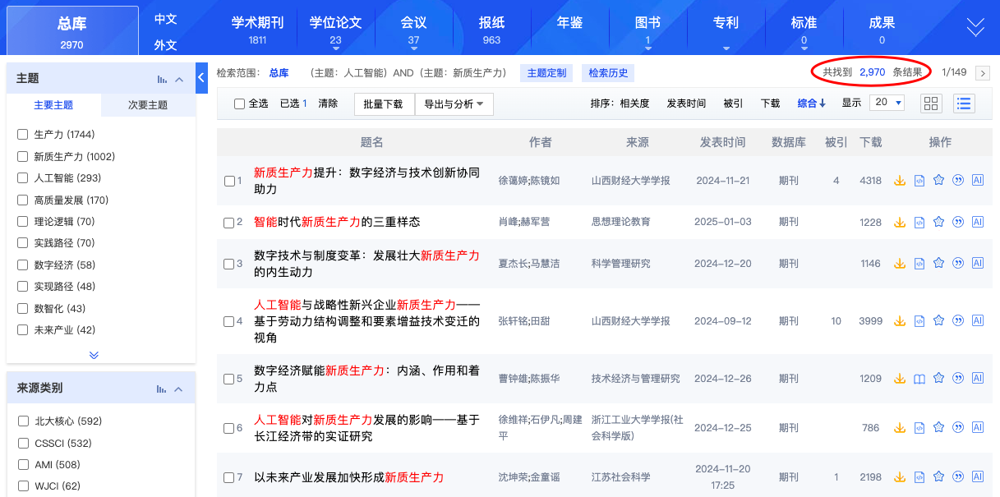 总库
2970
中文
外文
学术期刊
1811
学位论文
23
会议
37
报纸
963
年鉴
图书
1
专利
标准
0
成果
0
主题
主要主题
次要主题
生产力 (1744)
新质生产力 (1002)
人工智能 (293)
高质量发展 (170)
理论逻辑 (70)
实践路径 (70)
数字经济 (58)
实现路径 (48)
数智化 (43)
未来产业 (42)
来源类别
北大核心 (592)
CSSCI (532)
AMI (508)
WJCI (62)
检索范围： 总库 （主题：人工智能）AND（主题：新质生产力） 主题定制 检索历史 共找到 2,970 条结果 1/149
全选 已选 1 清除 批量下载 导出与分析 排序：相关度 发表时间 被引 下载 综合 显示 20
题名 作者 来源 发表时间 数据库 被引 下载 操作
1 新质生产力提升：数字经济与技术创新协同
助力
徐蔼婷;陈镜如 山西财经大学学报 2024-11-21 期刊 4 4318 AI
2 智能时代新质生产力的三重样态 肖峰;赫军营 思想理论教育 2025-01-03 期刊 1228 AI
3 数字技术与制度变革：发展壮大新质生产力
的内生动力
夏杰长;马慧洁 科学管理研究 2024-12-20 期刊 1146 AI
4 人工智能与战略性新兴企业新质生产力——
基于劳动力结构调整和要素增益技术变迁的
视角
张轩铭;田甜 山西财经大学学报 2024-09-12 期刊 10 3999 AI
5 数字经济赋能新质生产力：内涵、作用和着
力点
曹钟雄;陈振华 技术经济与管理研究 2024-12-26 期刊 1209 AI
6 人工智能对新质生产力发展的影响——基于
长江经济带的实证研究
徐维祥;石伊凡;周建
平
浙江工业大学学报(社
会科学版)
2024-12-25 期刊 786 AI
7 以未来产业发展加快形成新质生产力 沈坤荣;金童谣 江苏社会科学 2024-11-20
17:25
期刊 1 2198 AI